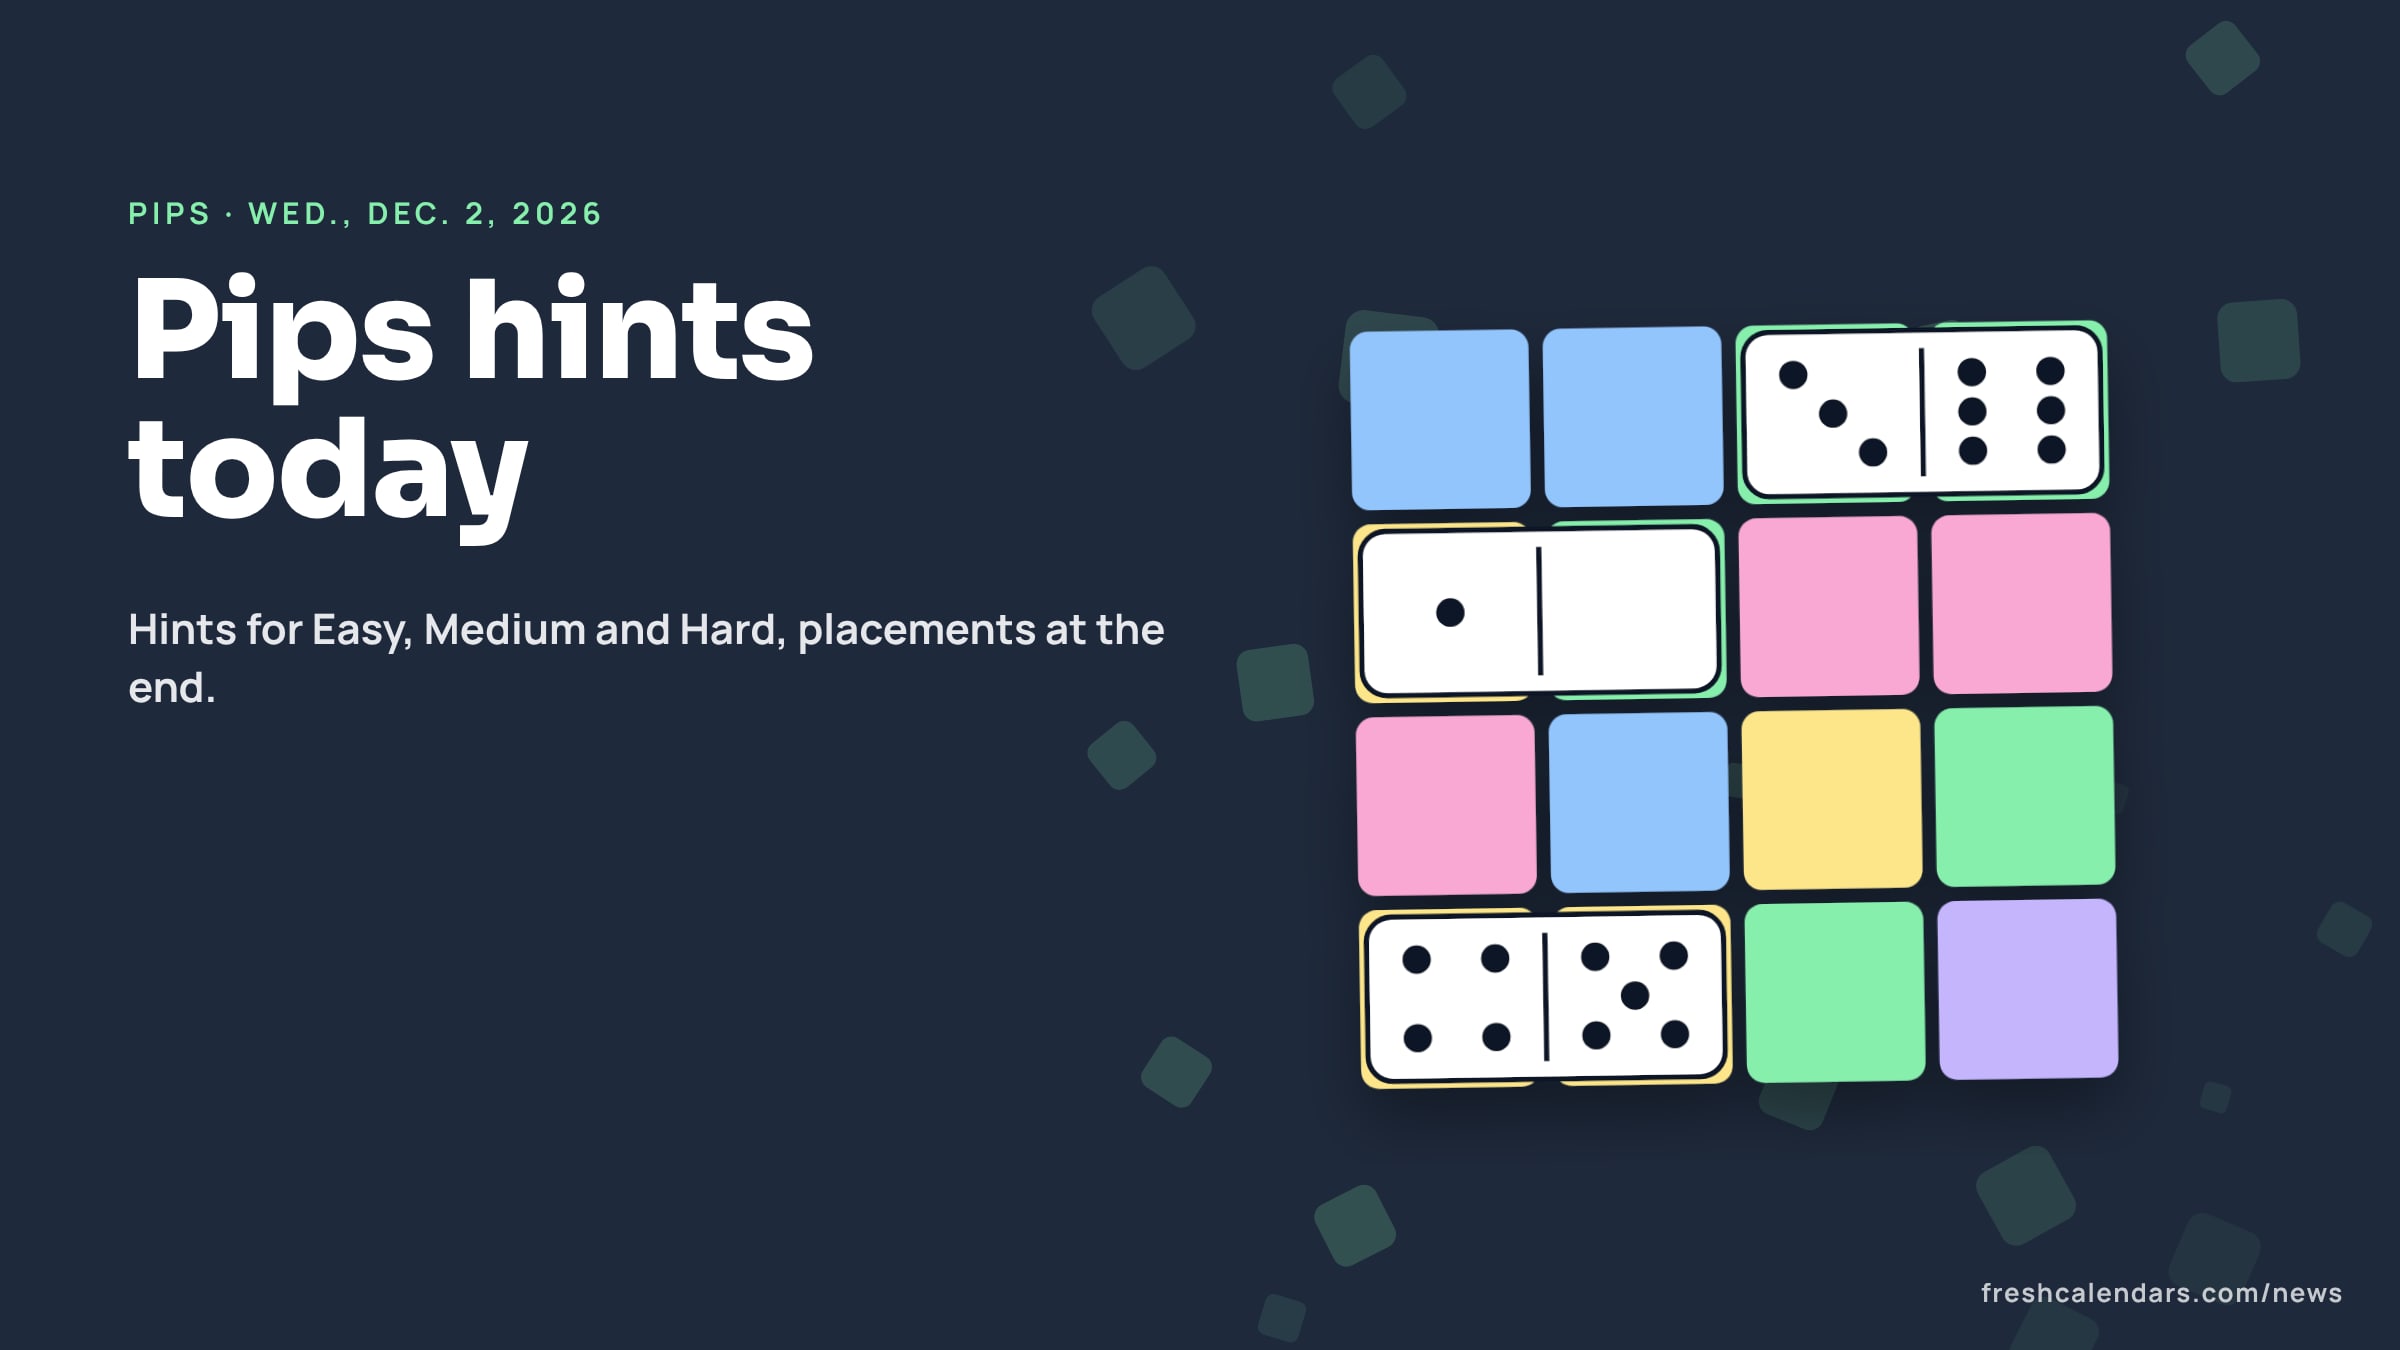 PIPS · WED., DEC. 2, 2026
Pips hints
today
Hints for Easy, Medium and Hard, placements at the
end.
freshcalendars.com/news